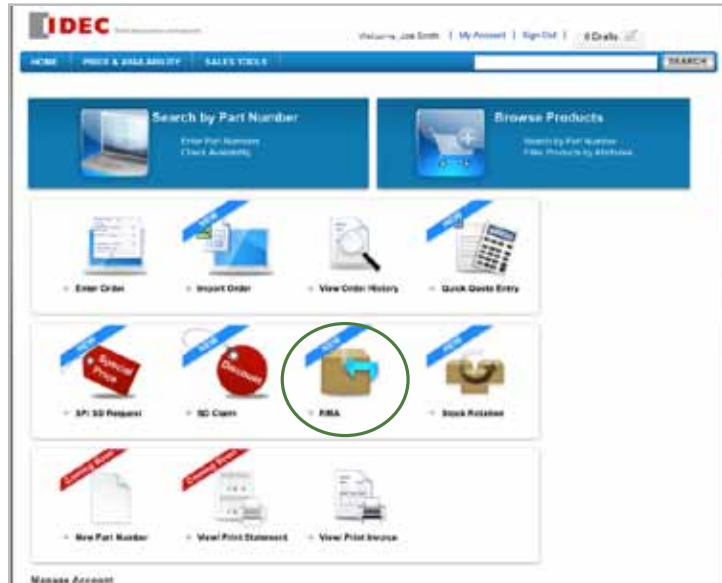 IDEC
Welcome, Joe Smith | My Account | Sign Out | 0 Drafts
HOME PRICE & AVAILABILITY SALES TOOLS SEARCH
Search by Part Number
Enter Part Numbers
Check Availability
Browse Products
Search by Part Number
Filter Products by Attributes
NEW
NEW
Enter Order
Import Order
View Order History
Quick Quote Entry
NEW
NEW
NEW
NEW
Special Price
Discount
SP/ SD Request
SD Claim
RMA
Stock Rotation
Coming Soon
Coming Soon
New Part Number
View/ Print Statement
View/ Print Invoice
Manage Account